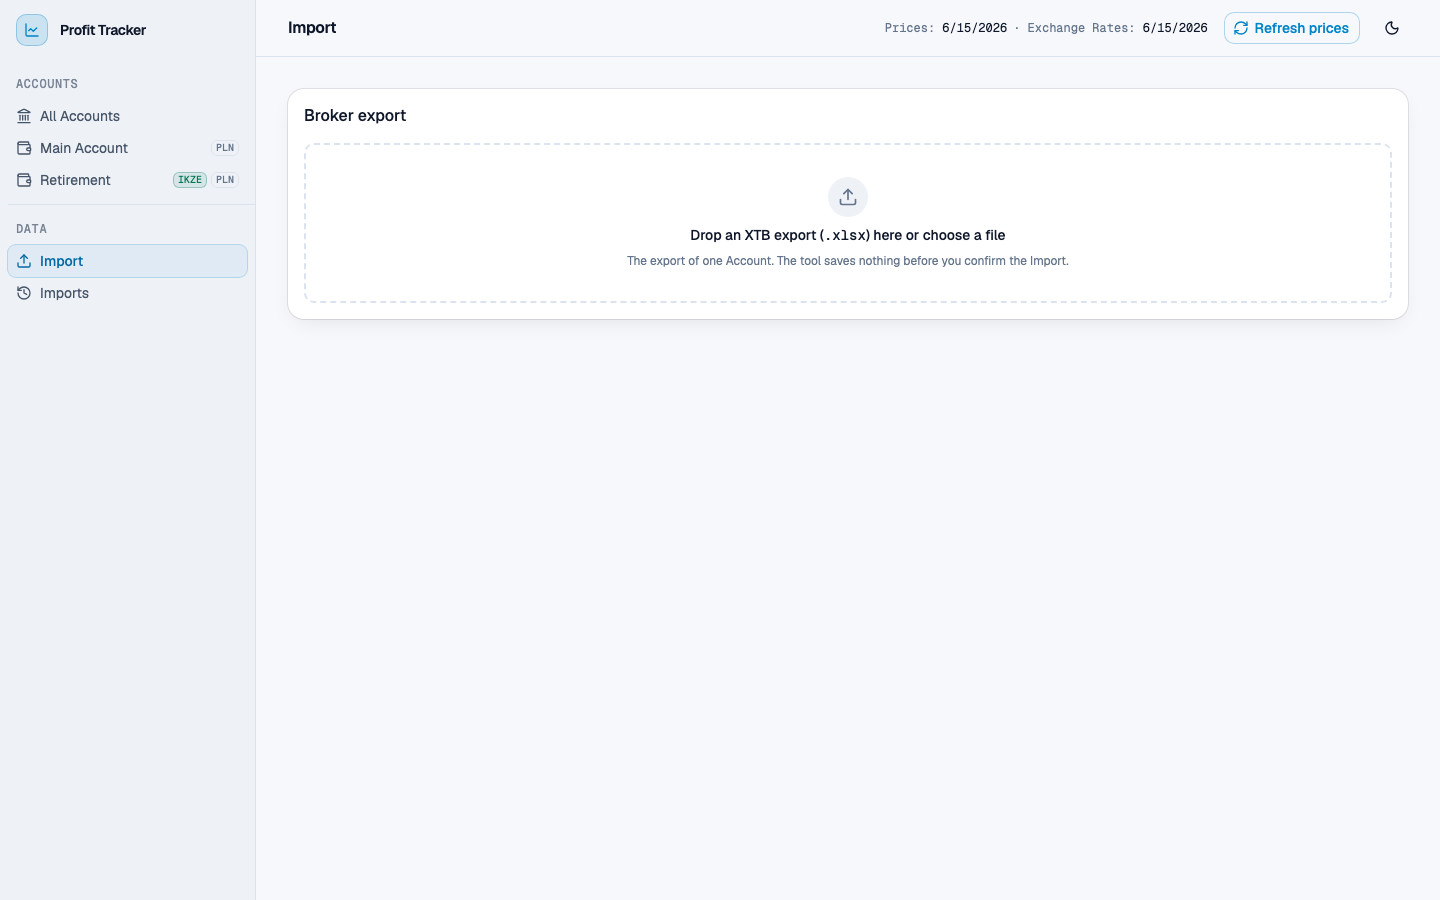 Profit Tracker
ACCOUNTS
All Accounts
Main Account PLN
Retirement IKZE PLN
DATA
Import
Imports
Import
Prices: 6/15/2026 · Exchange Rates: 6/15/2026
Refresh prices
Broker export
Drop an XTB export (.xlsx) here or choose a file
The export of one Account. The tool saves nothing before you confirm the Import.